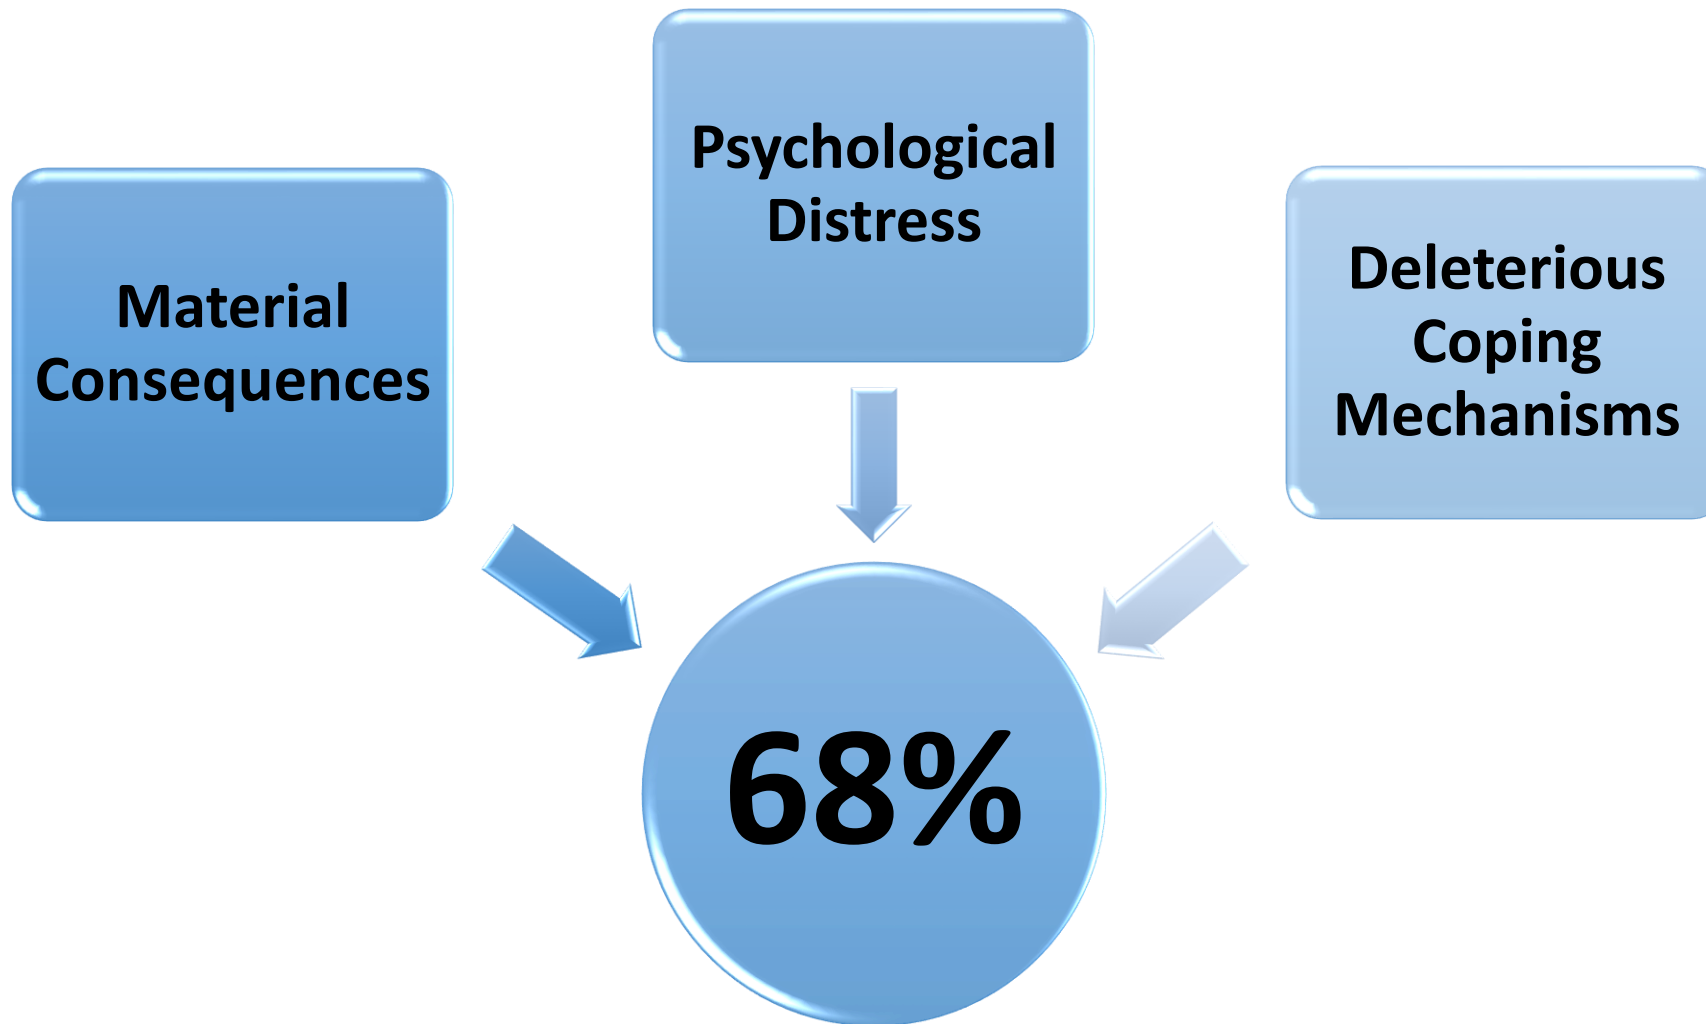 Material
Consequences
Psychological
Distress
Deleterious
Coping
Mechanisms
68%